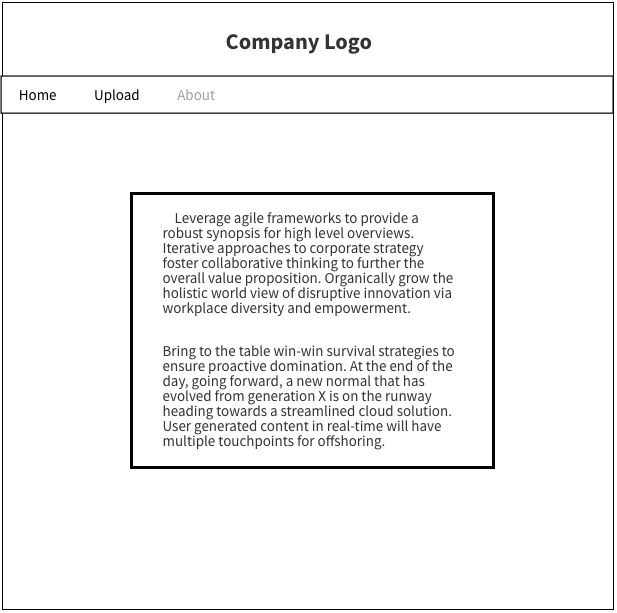 Company Logo
Home Upload About
Leverage agile frameworks to provide a
robust synopsis for high level overviews.
Iterative approaches to corporate strategy
foster collaborative thinking to further the
overall value proposition. Organically grow the
holistic world view of disruptive innovation via
workplace diversity and empowerment.
Bring to the table win-win survival strategies to
ensure proactive domination. At the end of the
day, going forward, a new normal that has
evolved from generation X is on the runway
heading towards a streamlined cloud solution.
User generated content in real-time will have
multiple touchpoints for offshoring.